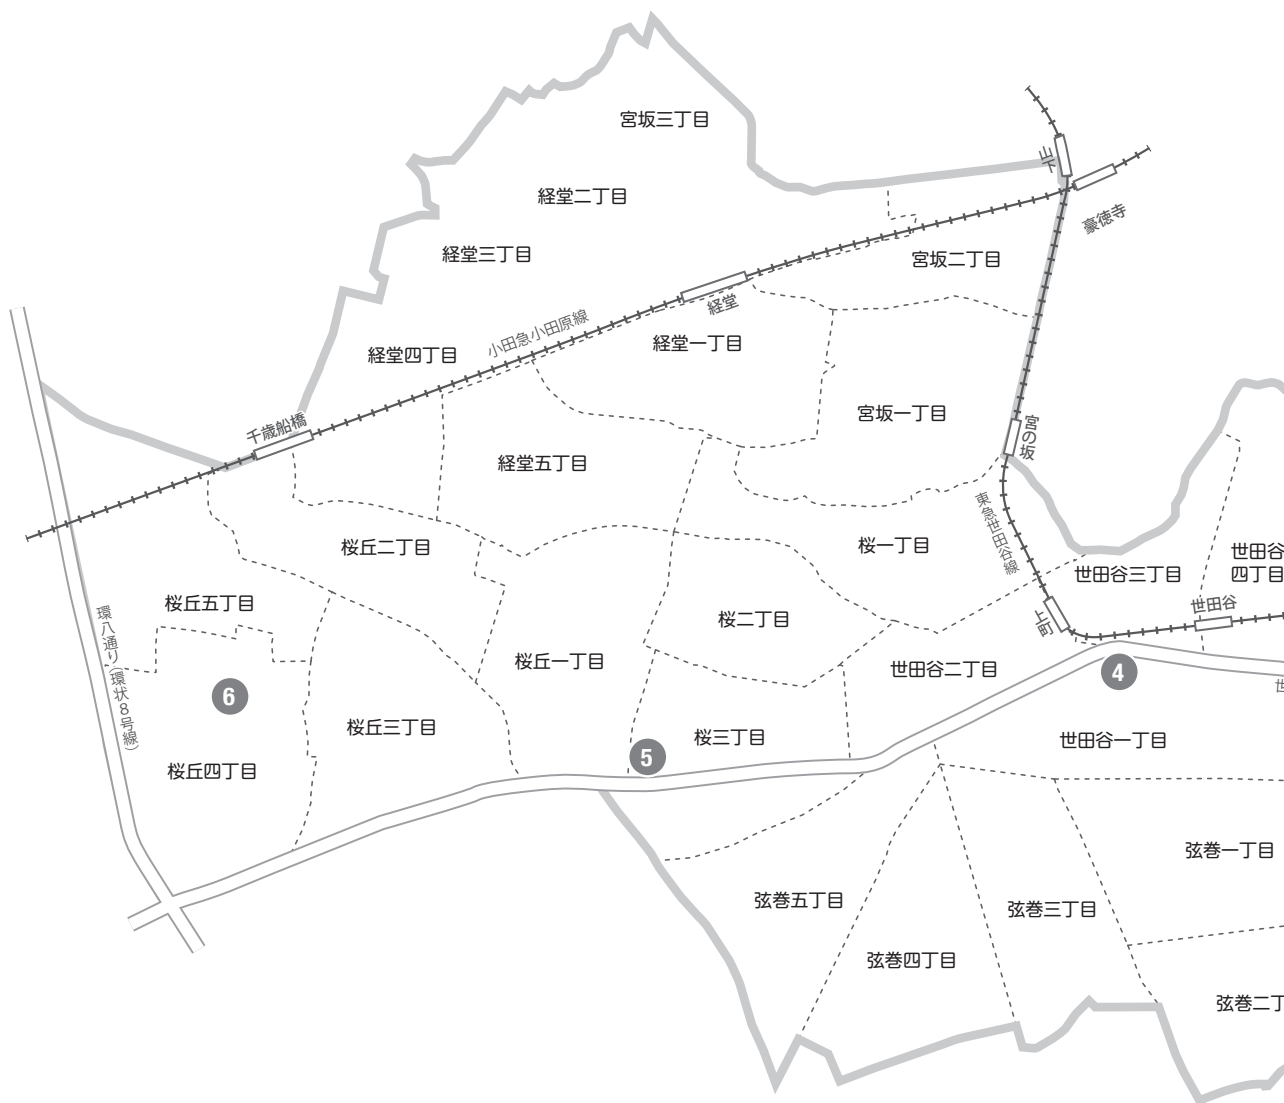 宮坂三丁目
山下
経堂二丁目
豪徳寺
経堂三丁目
宮坂二丁目
経堂
小田急小田原線
経堂一丁目
経堂四丁目
宮坂一丁目
千歳船橋
宮の坂
経堂五丁目
東急世田谷線
桜丘二丁目
桜一丁目
世田谷三丁目
世田谷
四丁目
桜丘五丁目
世田谷
上町
環八通り（環状8号線）
桜二丁目
桜丘一丁目
世田谷二丁目
4
6
世
桜丘三丁目
桜三丁目
世田谷一丁目
5
桜丘四丁目
弦巻一丁目
弦巻五丁目
弦巻三丁目
弦巻四丁目
弦巻二丁